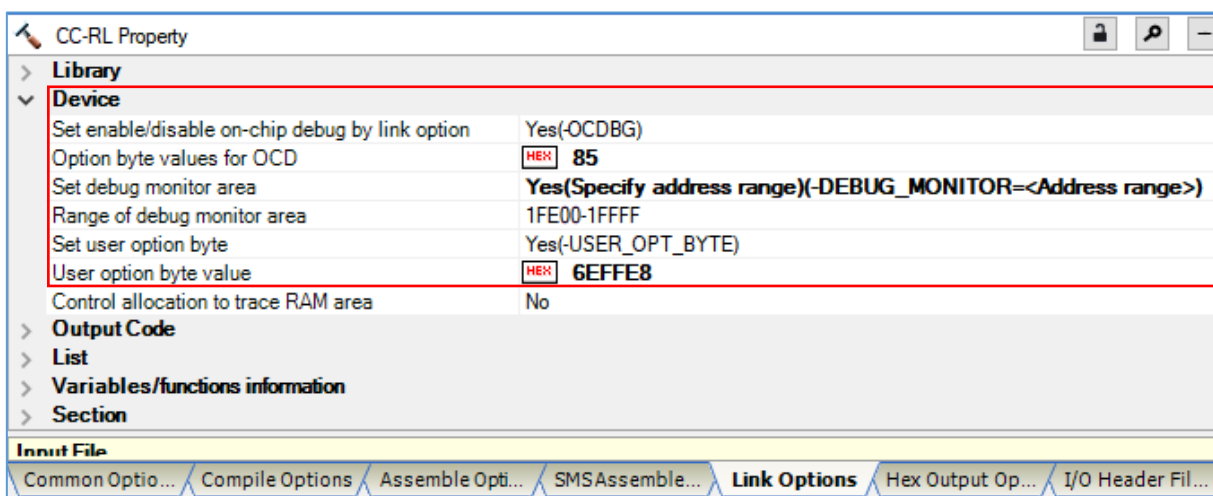 CC-RL Property
Library
Device
Set enable/disable on-chip debug by link option Yes(-OCDBG)
Option byte values for OCD HEX 85
Set debug monitor area Yes(Specify address range)(-DEBUG_MONITOR=<Address range>)
Range of debug monitor area 1FE00-1FFFF
Set user option byte Yes(-USER_OPT_BYTE)
User option byte value HEX 6EFFE8
Control allocation to trace RAM area No
Output Code
List
Variables/functions information
Section
Input File
Common Optio... Compile Options Assemble Opti... SMSAssemble... Link Options Hex Output Op... I/O Header Fil...